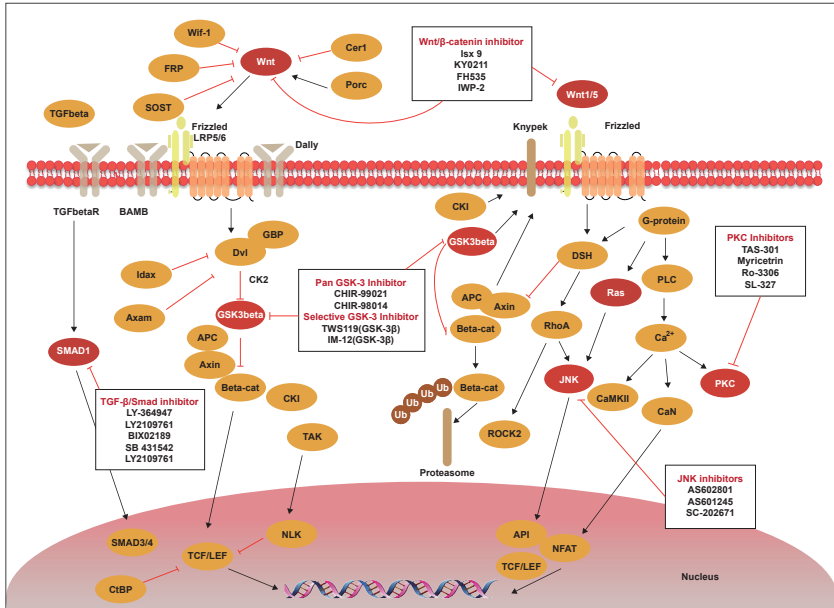 Wif-1
FRP
SOST
Wnt
Cer1
Porc
Wnt/β-catenin inhibitor
Isx 9
KY0211
FH535
IWP-2
Wnt1/5
TGFbeta
Frizzled
LRP5/6
Dally
Knypek
Frizzled
TGFbetaR
BAMB
CKI
GSK3beta
G-protein
PKC Inhibitors
TAS-301
Myricetrin
Ro-3306
SL-327
GBP
Dvl
Idax
CK2
Axam
GSK3beta
Pan GSK-3 Inhibitor
CHIR-99021
CHIR-98014
Selective GSK-3 Inhibitor
TWS119(GSK-3β)
IM-12(GSK-3β)
DSH
APC
Axin
Beta-cat
Ras
PLC
RhoA
Ca2+
SMAD1
APC
Axin
Beta-cat
CKI
TAK
Beta-cat
Ub
Ub
Ub
Ub
Proteasome
JNK
CaMKII
PKC
CaN
ROCK2
TGF-β/Smad inhibitor
LY-364947
LY2109761
BIX02189
SB 431542
LY2109761
JNK inhibitors
AS602801
AS601245
SC-202671
SMAD3/4
NLK
TCF/LEF
CtBP
API
NFAT
TCF/LEF
Nucleus